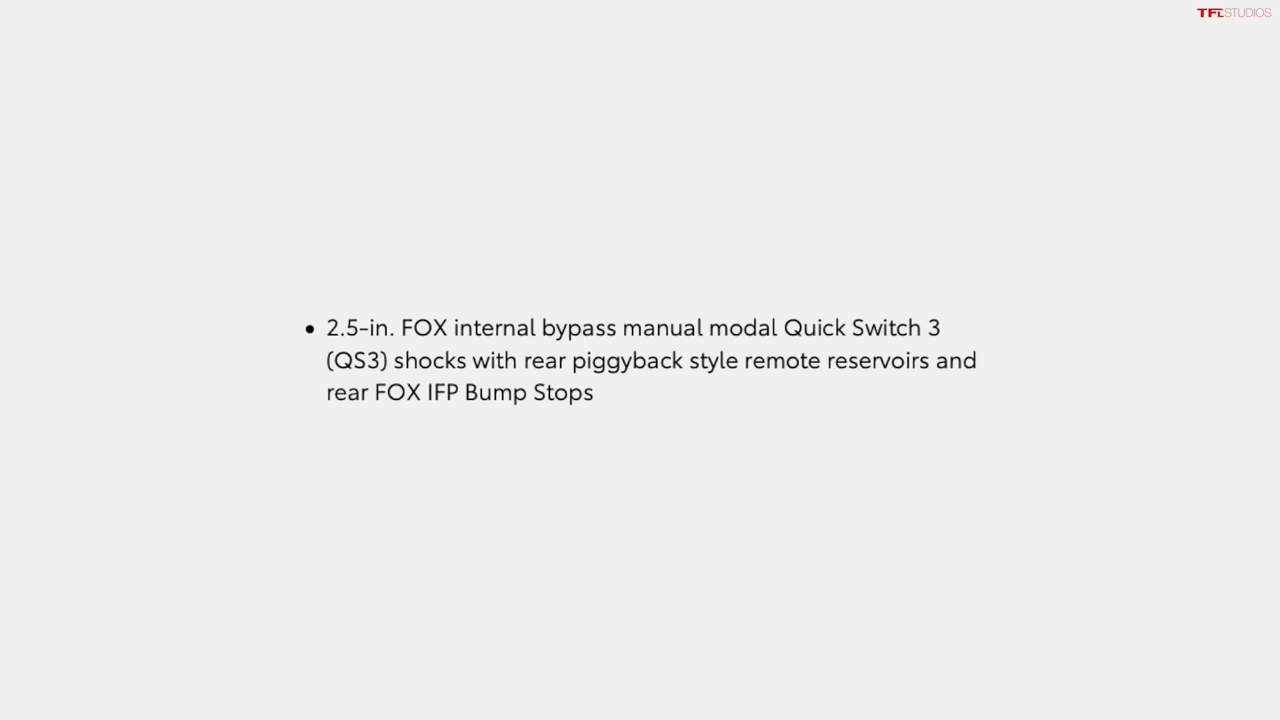 TFLSTUDIOS
• 2.5-in. FOX internal bypass manual modal Quick Switch 3
(QS3) shocks with rear piggyback style remote reservoirs and
rear FOX IFP Bump Stops